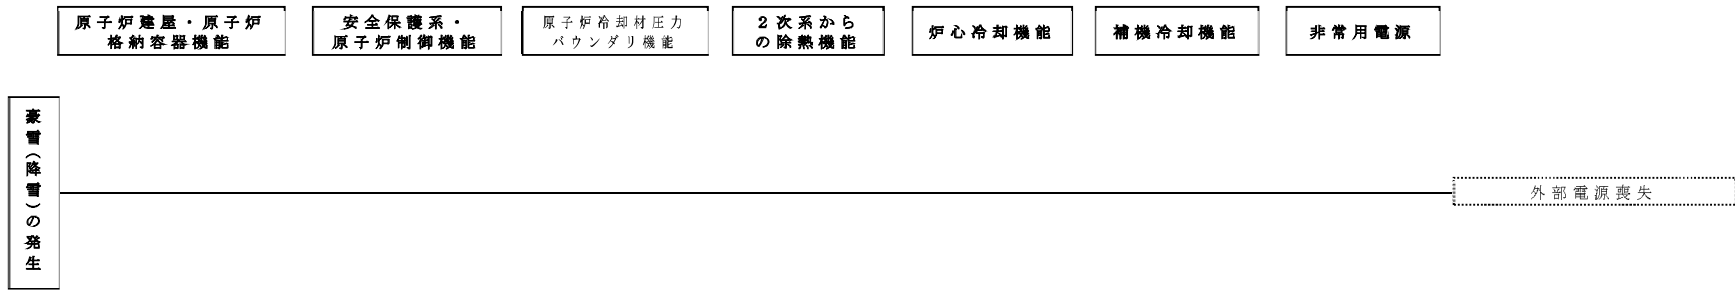 原子炉建屋・原子炉
格納容器機能
安全保護系・
原子炉制御機能
原子炉冷却材圧力
バウンダリ機能
２次系から
の除熱機能
炉心冷却機能
補機冷却機能
非常用電源
豪雪(降雪)の発生
外部電源喪失